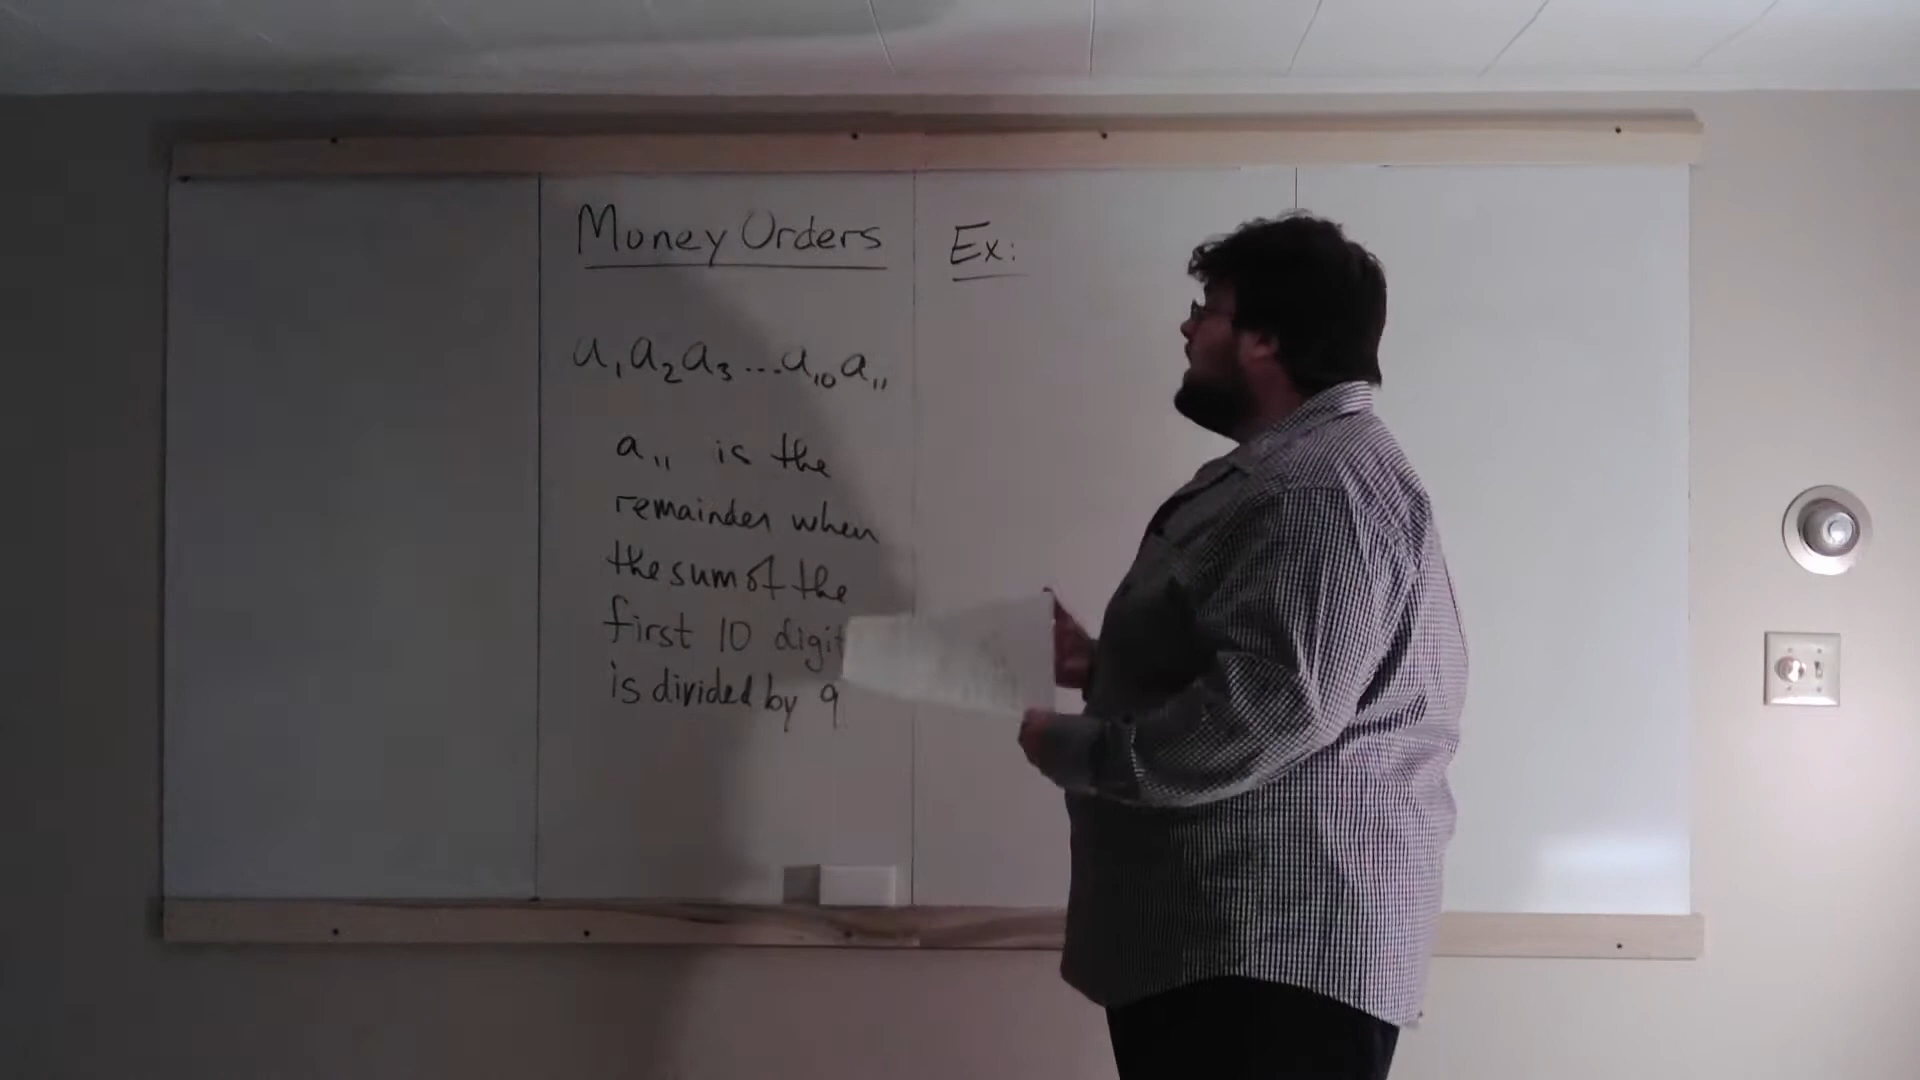 Money Orders
a₁a₂a₃...a₁₀a₁₁
a₁₁ is the
remainder when
the sum of the
first 10 digit
is divided by 9.
Ex: